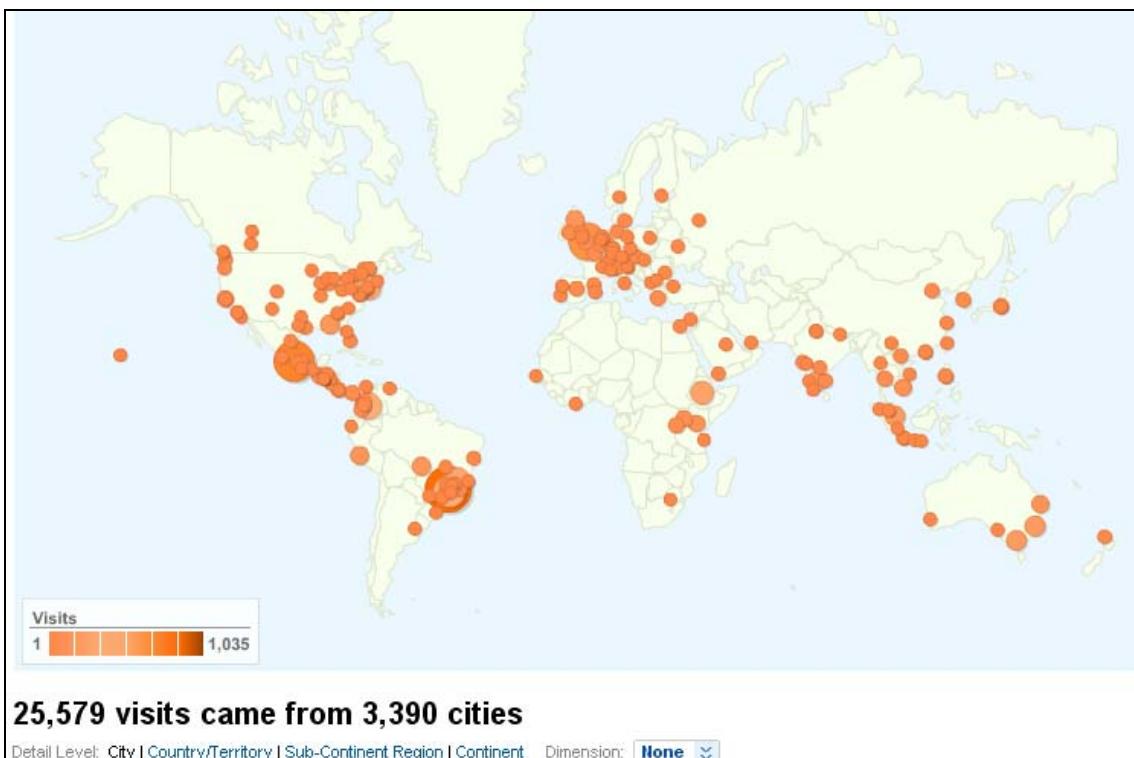 Visits
1 1,035
25,579 visits came from 3,390 cities
Detail Level: City | Country/Territory | Sub-Continent Region | Continent Dimension: None